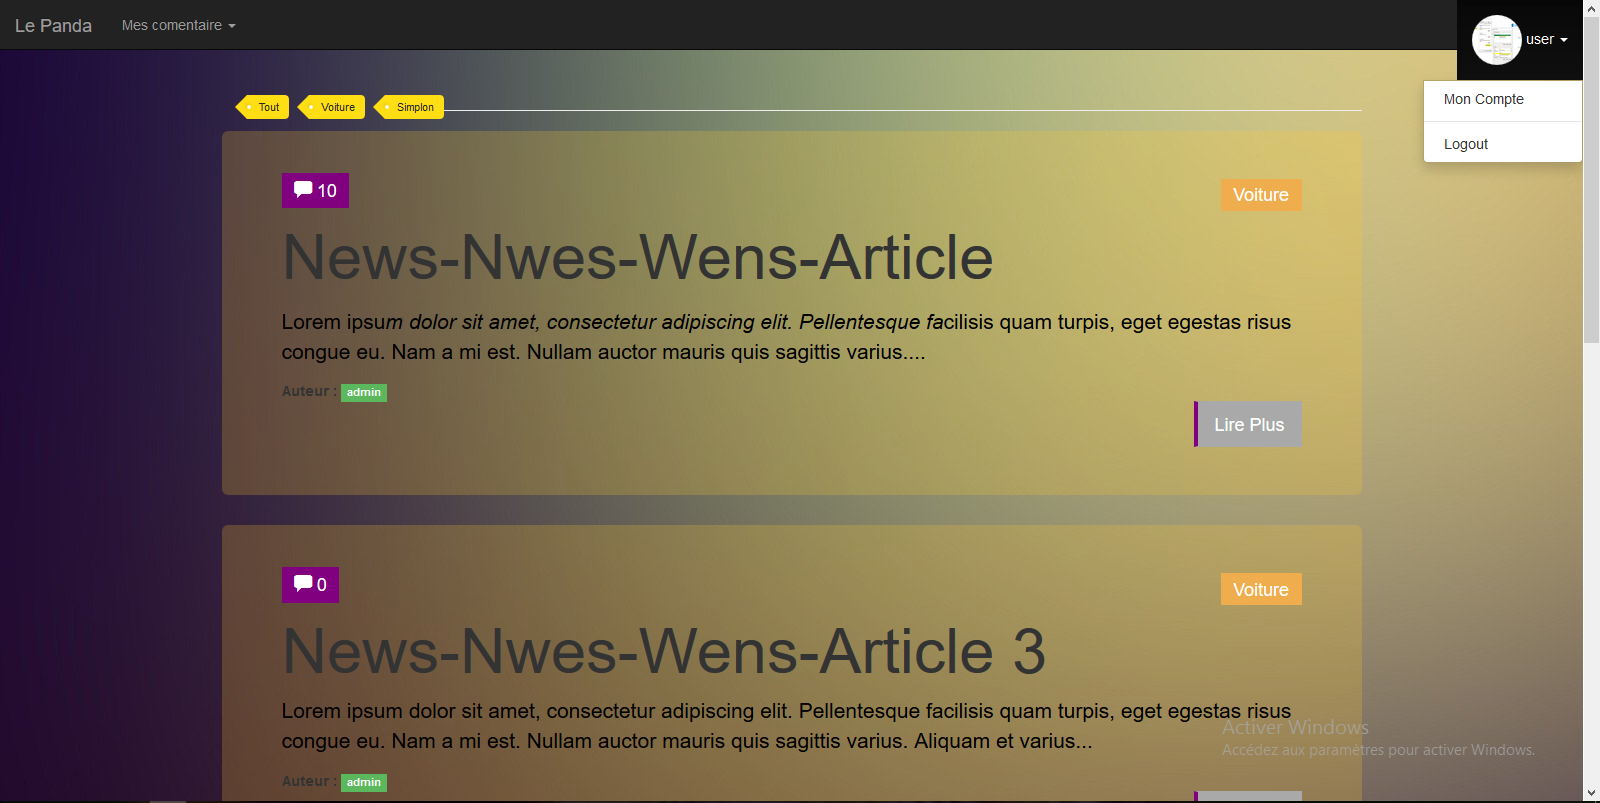 Le Panda
Mes comentaire
user
Mon Compte
Logout
Tout
Voiture
Simplon
10
Voiture
News-Nwes-Wens-Article
Lorem ipsum dolor sit amet, consectetur adipiscing elit. Pellentesque facilisis quam turpis, eget egestas risus
congue eu. Nam a mi est. Nullam auctor mauris quis sagittis varius....
Auteur : admin
Lire Plus
0
Voiture
News-Nwes-Wens-Article 3
Lorem ipsum dolor sit amet, consectetur adipiscing elit. Pellentesque facilisis quam turpis, eget egestas risus
congue eu. Nam a mi est. Nullam auctor mauris quis sagittis varius. Aliquam et varius...
Auteur : admin
Activer Windows
Accédez aux paramètres pour activer Windows.